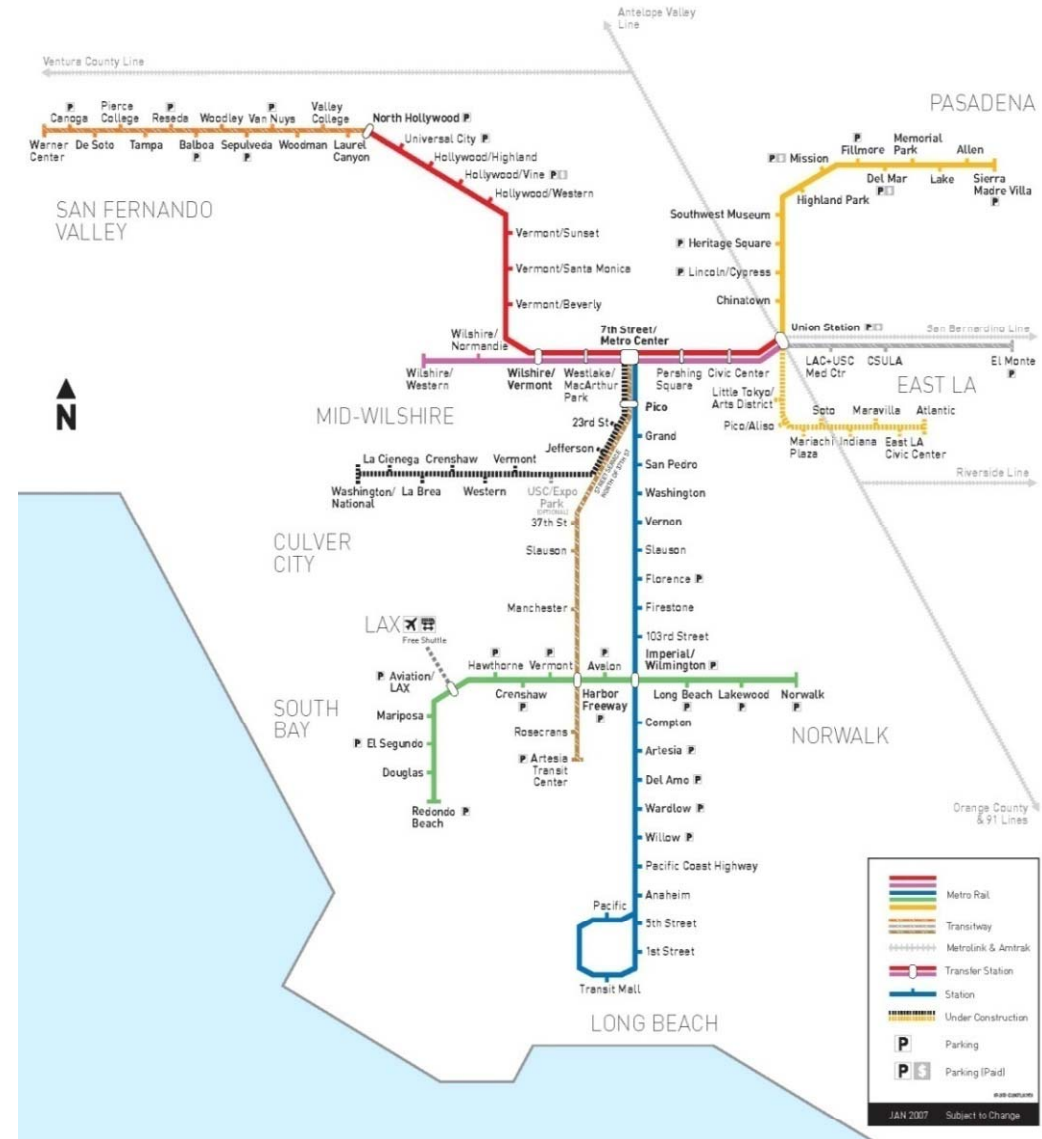 Antelope Valley
Line
Ventura County Line
PASADENA
Canoga
Pierce
College
Reseda
Woodley
Van Nuys
Valley
College
North Hollywood
Warner
Center
De Soto
Tampa
Balboa
Sepulveda
Woodman
Laurel
Canyon
Universal City
Hollywood/Highland
Hollywood/Vine
Hollywood/Western
SAN FERNANDO
VALLEY
Vermont/Sunset
Vermont/Santa Monica
Vermont/Beverly
Mission
Fillmore
Memorial
Park
Allen
Highland Park
Del Mar
Lake
Sierra
Madre Villa
Southwest Museum
Heritage Square
Lincoln/Cypress
Chinatown
Union Station
San Bernardino Line
Wilshire/
Normandie
7th Street/
Metro Center
Wilshire/
Western
Wilshire/
Vermont
Westlake/
MacArthur
Park
Pershing
Square
Civic Center
LAC+USC
Med Ctr
CSULA
El Monte
EAST LA
MID-WILSHIRE
Little Tokyo/
Arts District
Pico/Aliso
Soto
Maravilla
Atlantic
Mariachi
Plaza
Indiana
East LA
Civic Center
Riverside Line
N
Pico
23rd St
Jefferson
Grand
San Pedro
Washington
Vernon
Slauson
Florence
Firestone
103rd Street
Imperial/
Wilmington
La Cienega
Crenshaw
Vermont
Washington/
National
La Brea
Western
USC/Expo
Park
(OPTIONAL)
STREET SERVICE
NORTH OF 37TH ST
37th St
Slauson
Manchester
CULVER
CITY
LAX
Free Shuttle
Aviation/
LAX
Hawthorne
Vermont
Avalon
Crenshaw
Harbor
Freeway
Long Beach
Lakewood
Norwalk
SOUTH
BAY
Mariposa
El Segundo
Douglas
Redondo
Beach
Rosecrans
Artesia
Transit
Center
NORWALK
Compton
Artesia
Del Amo
Wardlow
Willow
Pacific Coast Highway
Anaheim
Pacific
5th Street
1st Street
Transit Mall
LONG BEACH
Orange County
& 91 Lines
Metro Rail
Transitway
Metrolink & Amtrak
Transfer Station
Station
Under Construction
P Parking
P $ Parking (Paid)
JAN 2007 Subject to Change